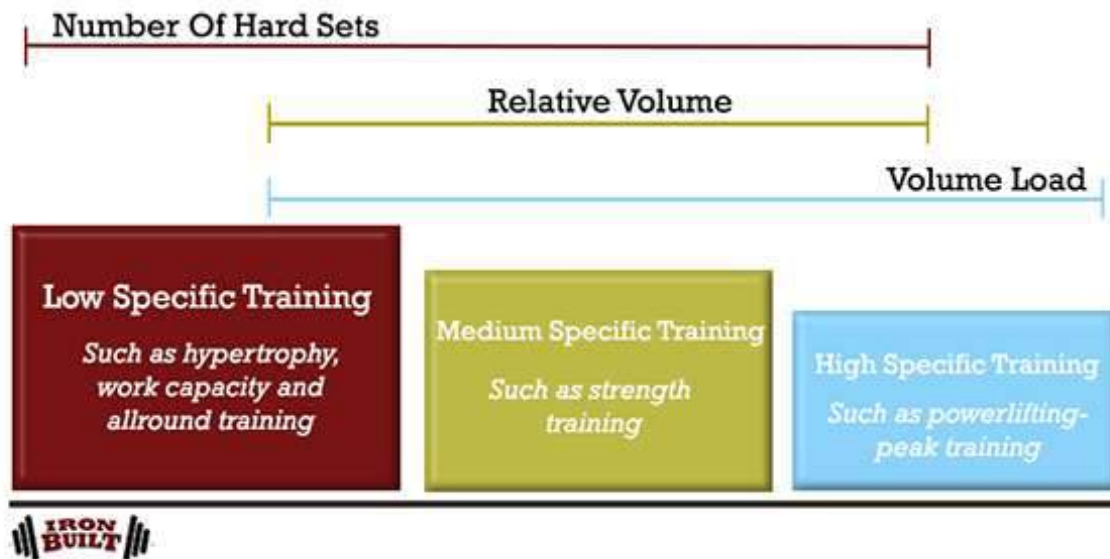 Number Of Hard Sets
Relative Volume
Volume Load
Low Specific Training
Such as hypertrophy,
work capacity and
allround training
Medium Specific Training
Such as strength
training
High Specific Training
Such as powerlifting-
peak training
IRON
BUILT